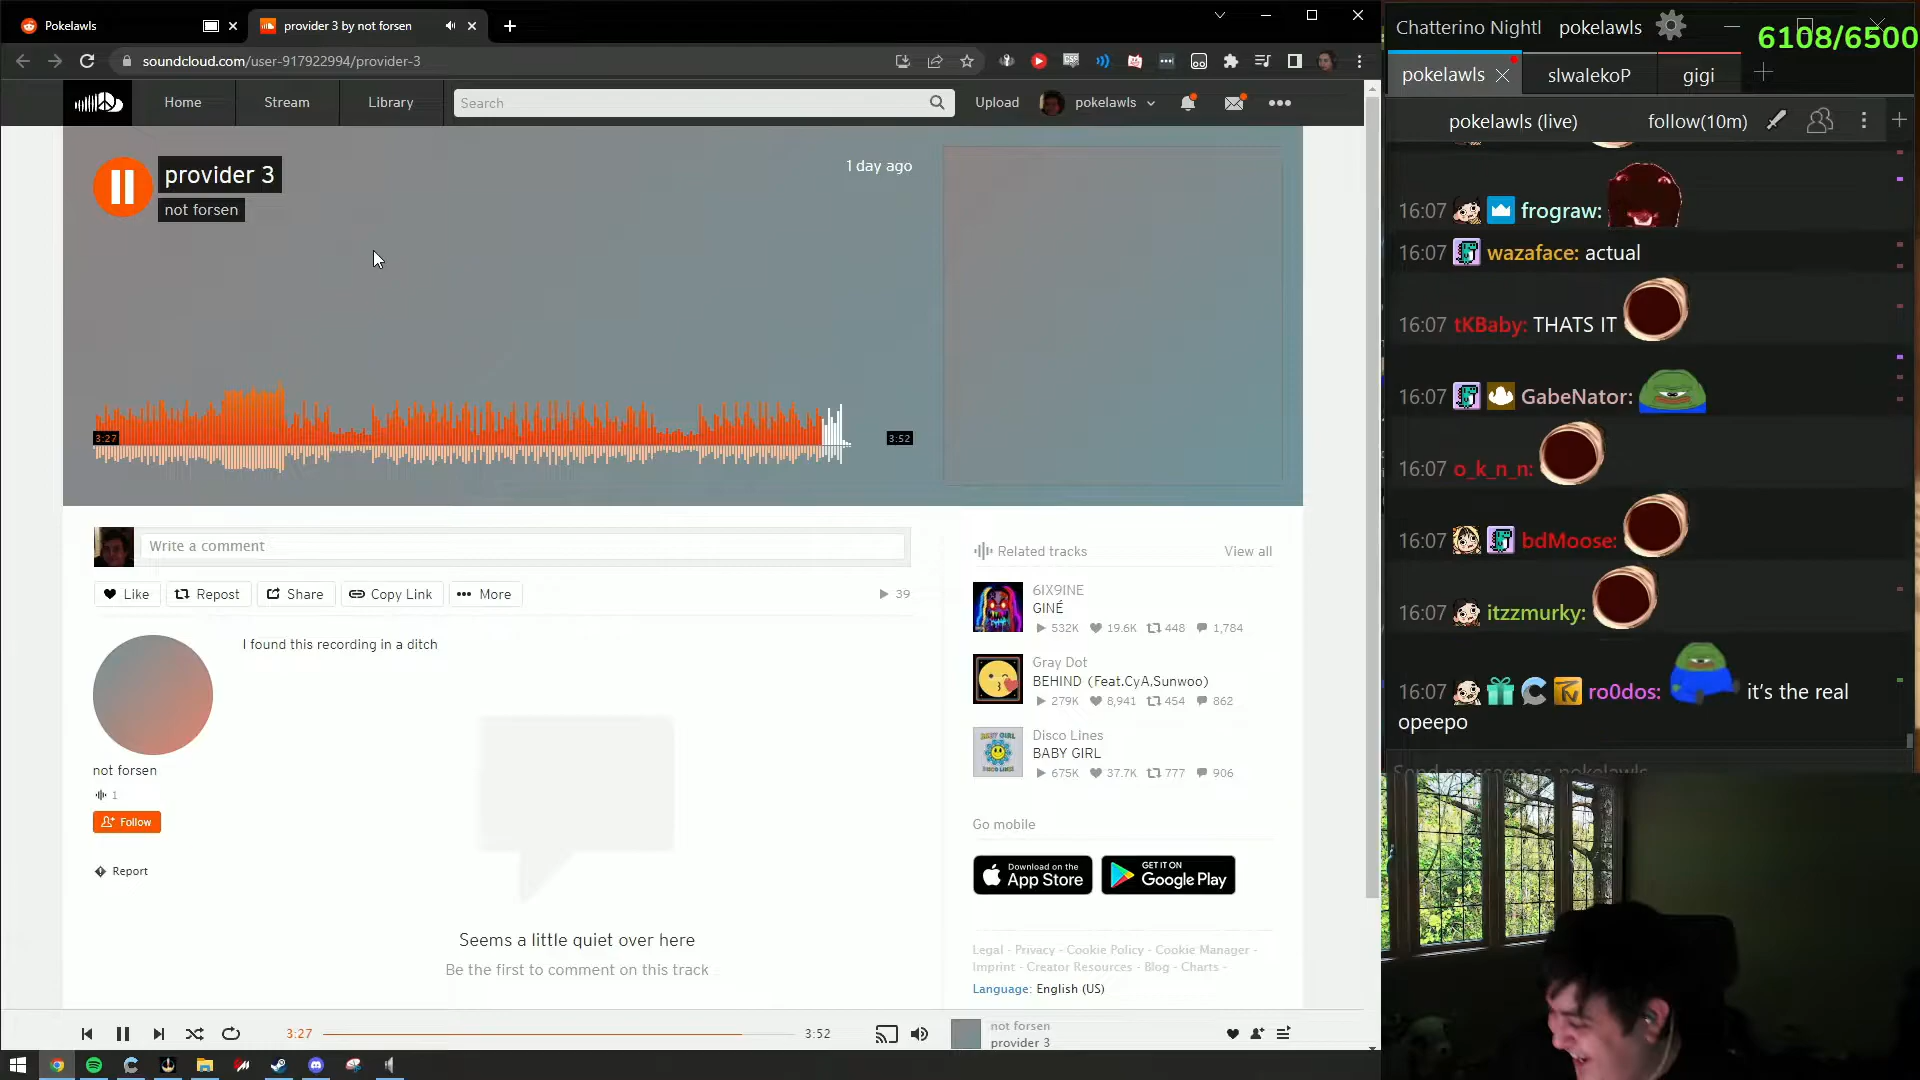 Pokelawls
provider 3 by not forsen
soundcloud.com/user-917922994/provider-3
Home
Stream
Library
Search
Upload
pokelawls
provider 3
not forsen
1 day ago
3:27
3:52
Write a comment
Like
Repost
Share
Copy Link
More
39
I found this recording in a ditch
not forsen
1
Follow
Report
Seems a little quiet over here
Be the first to comment on this track
Related tracks
View all
6IX9INE
GINÉ
532K 19.6K 448 1,784
Gray Dot
BEHIND (Feat.CyA,Sunwoo)
279K 8,941 454 862
Disco Lines
BABY GIRL
675K 37.7K 777 906
Go mobile
Download on the
App Store
GET IT ON
Google Play
Legal - Privacy - Cookie Policy - Cookie Manager -
Imprint - Creator Resources - Blog - Charts -
Language: English (US)
3:27
3:52
not forsen
provider 3
Chatterino Nightl
pokelawls
6108/6500
pokelawls
slwalekoP
gigi
pokelawls (live)
follow(10m)
16:07 frograw:
16:07 wazaface: actual
16:07 tKBaby: THATS IT
16:07 GabeNator:
16:07 o_k_n_n:
16:07 bdMoose:
16:07 itzzmurky:
16:07 ro0dos: it's the real
opeepo
Send message as pokelawls